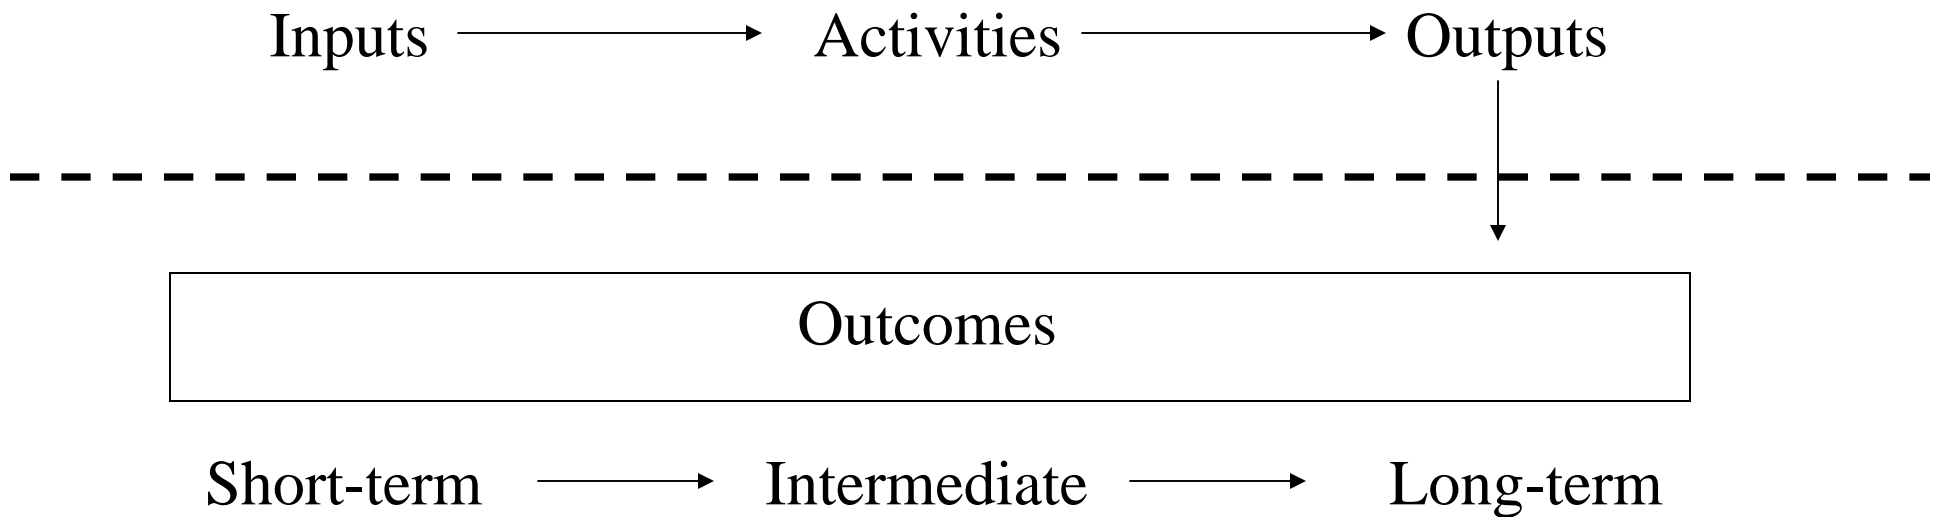 Inputs Activities Outputs
Outcomes
Short-term Intermediate Long-term